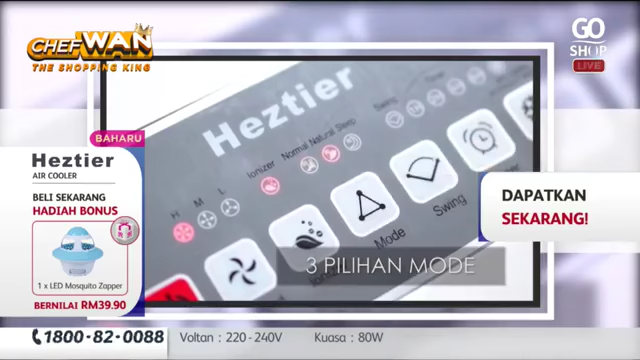 CHEF WAN
THE SHOPPING KING
GO
SHOP
LIVE
BAHARU
Heztier
AIR COOLER
BELI SEKARANG
HADIAH BONUS
1 x LED Mosquito Zapper
BERNILAI RM39.90
Heztier
H M L
Ionizer
Normal Natural Sleep
Swing
Mode
Swing
3 PILIHAN MODE
DAPATKAN
SEKARANG!
1800-82-0088
Voltan : 220 - 240V
Kuasa : 80W